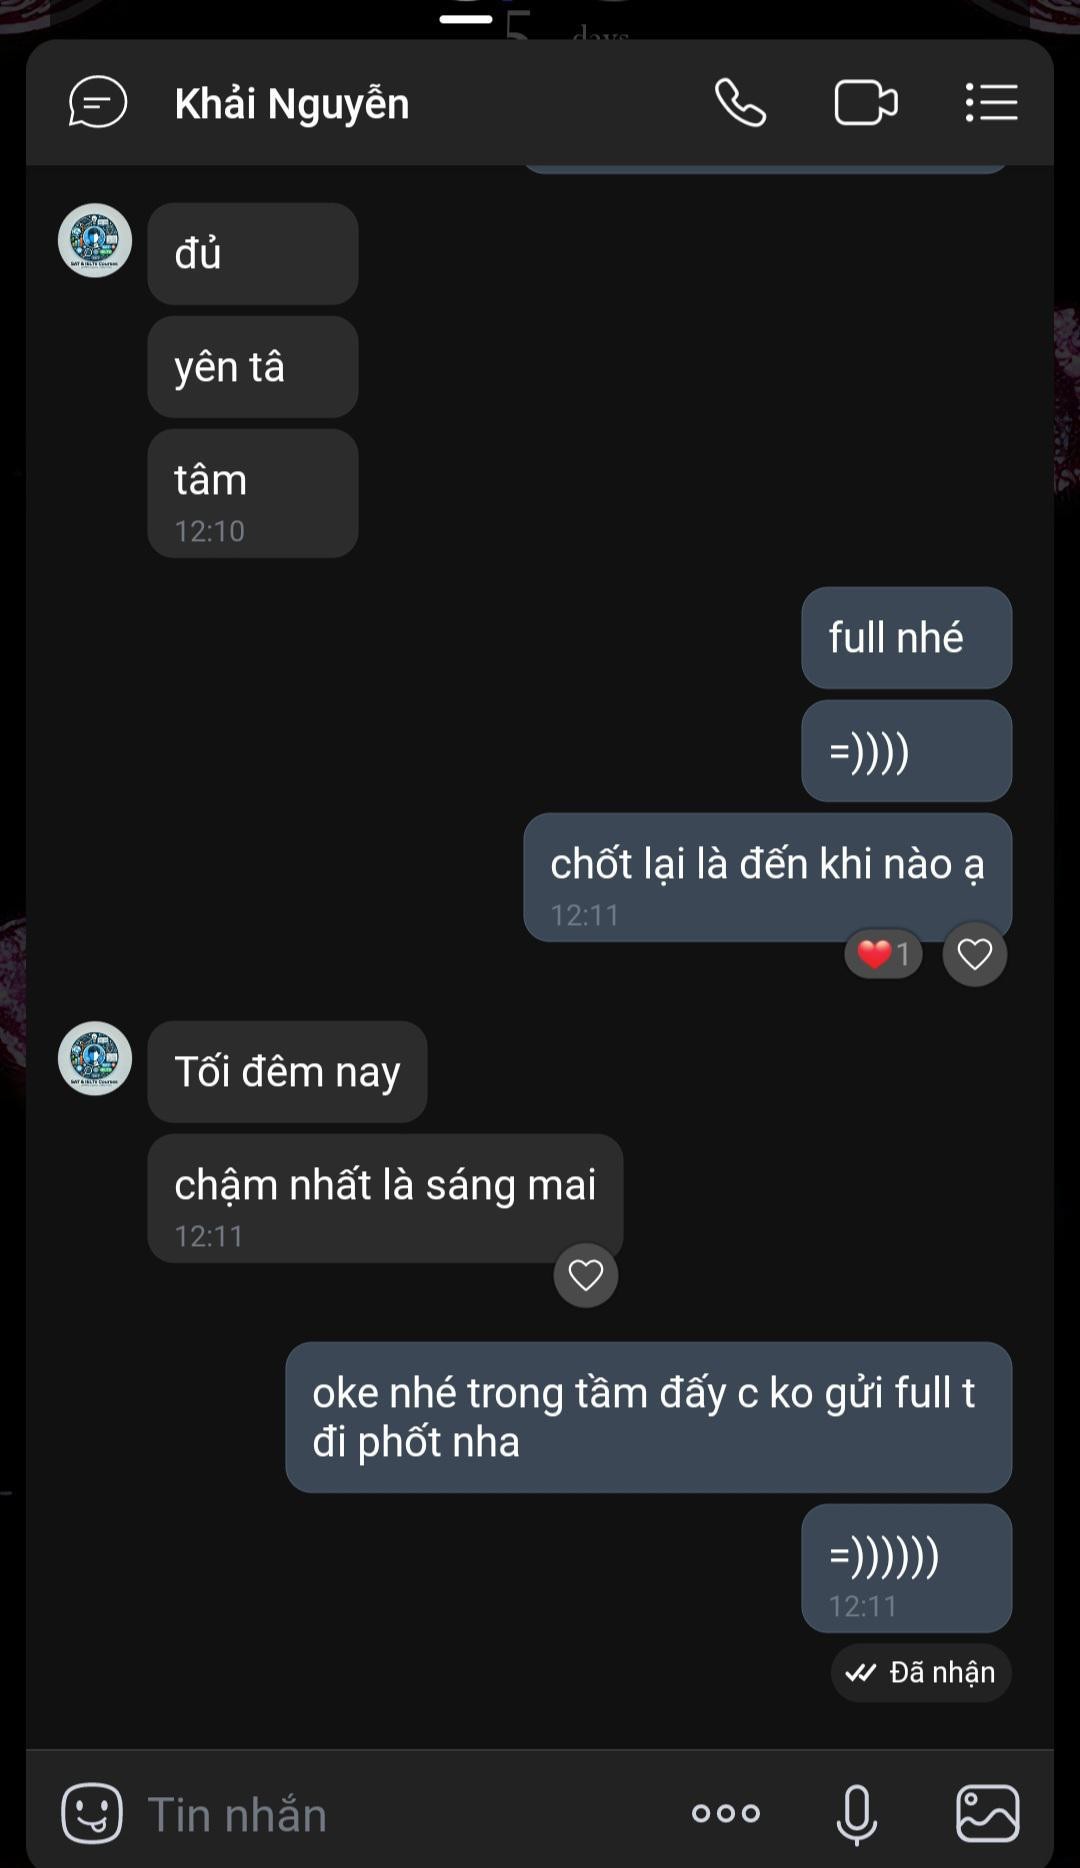 5 days
Khải Nguyễn
đủ
yên tâ
tâm
12:10
full nhé
=))))
chốt lại là đến khi nào ạ
12:11
❤️1
Tối đêm nay
chậm nhất là sáng mai
12:11
oke nhé trong tầm đấy c ko gửi full t
đi phốt nha
=))))))
12:11
Đã nhận
Tin nhắn